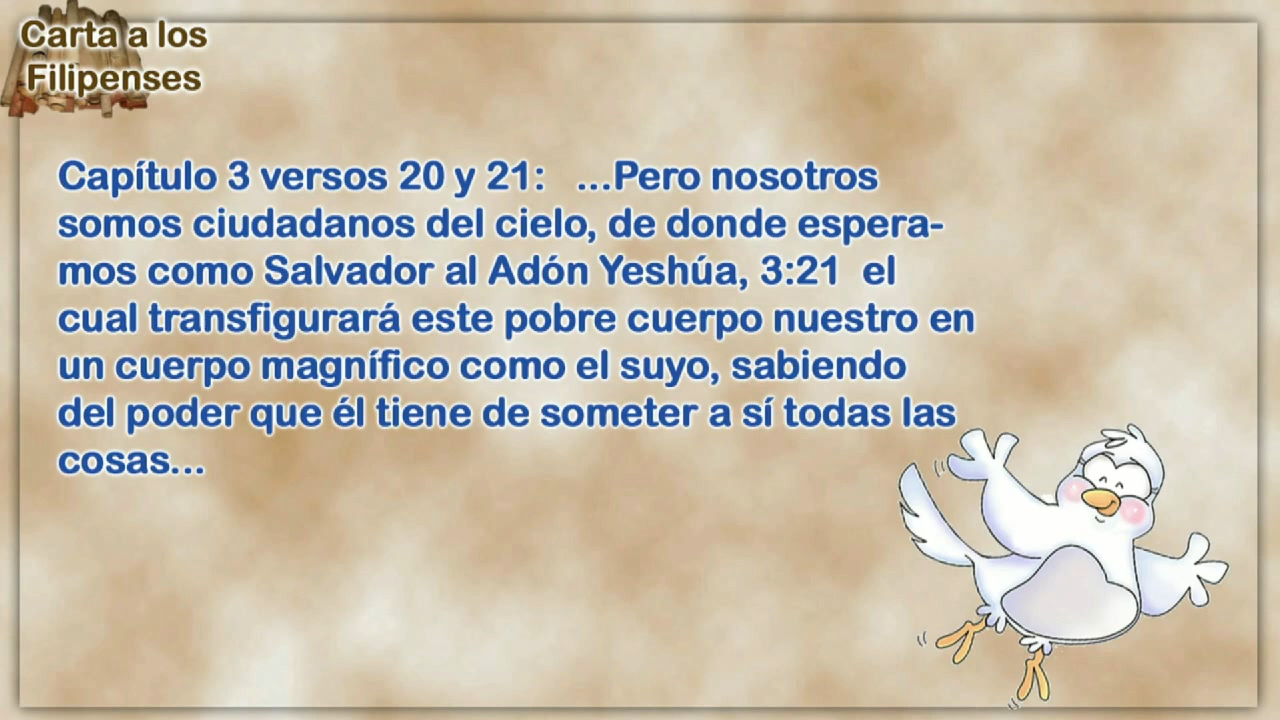 Carta a los
Filipenses
Capítulo 3 versos 20 y 21:   ...Pero nosotros
somos ciudadanos del cielo, de donde espera-
mos como Salvador al Adón Yeshúa, 3:21  el
cual transfigurará este pobre cuerpo nuestro en
un cuerpo magnífico como el suyo, sabiendo
del poder que él tiene de someter a sí todas las
cosas...